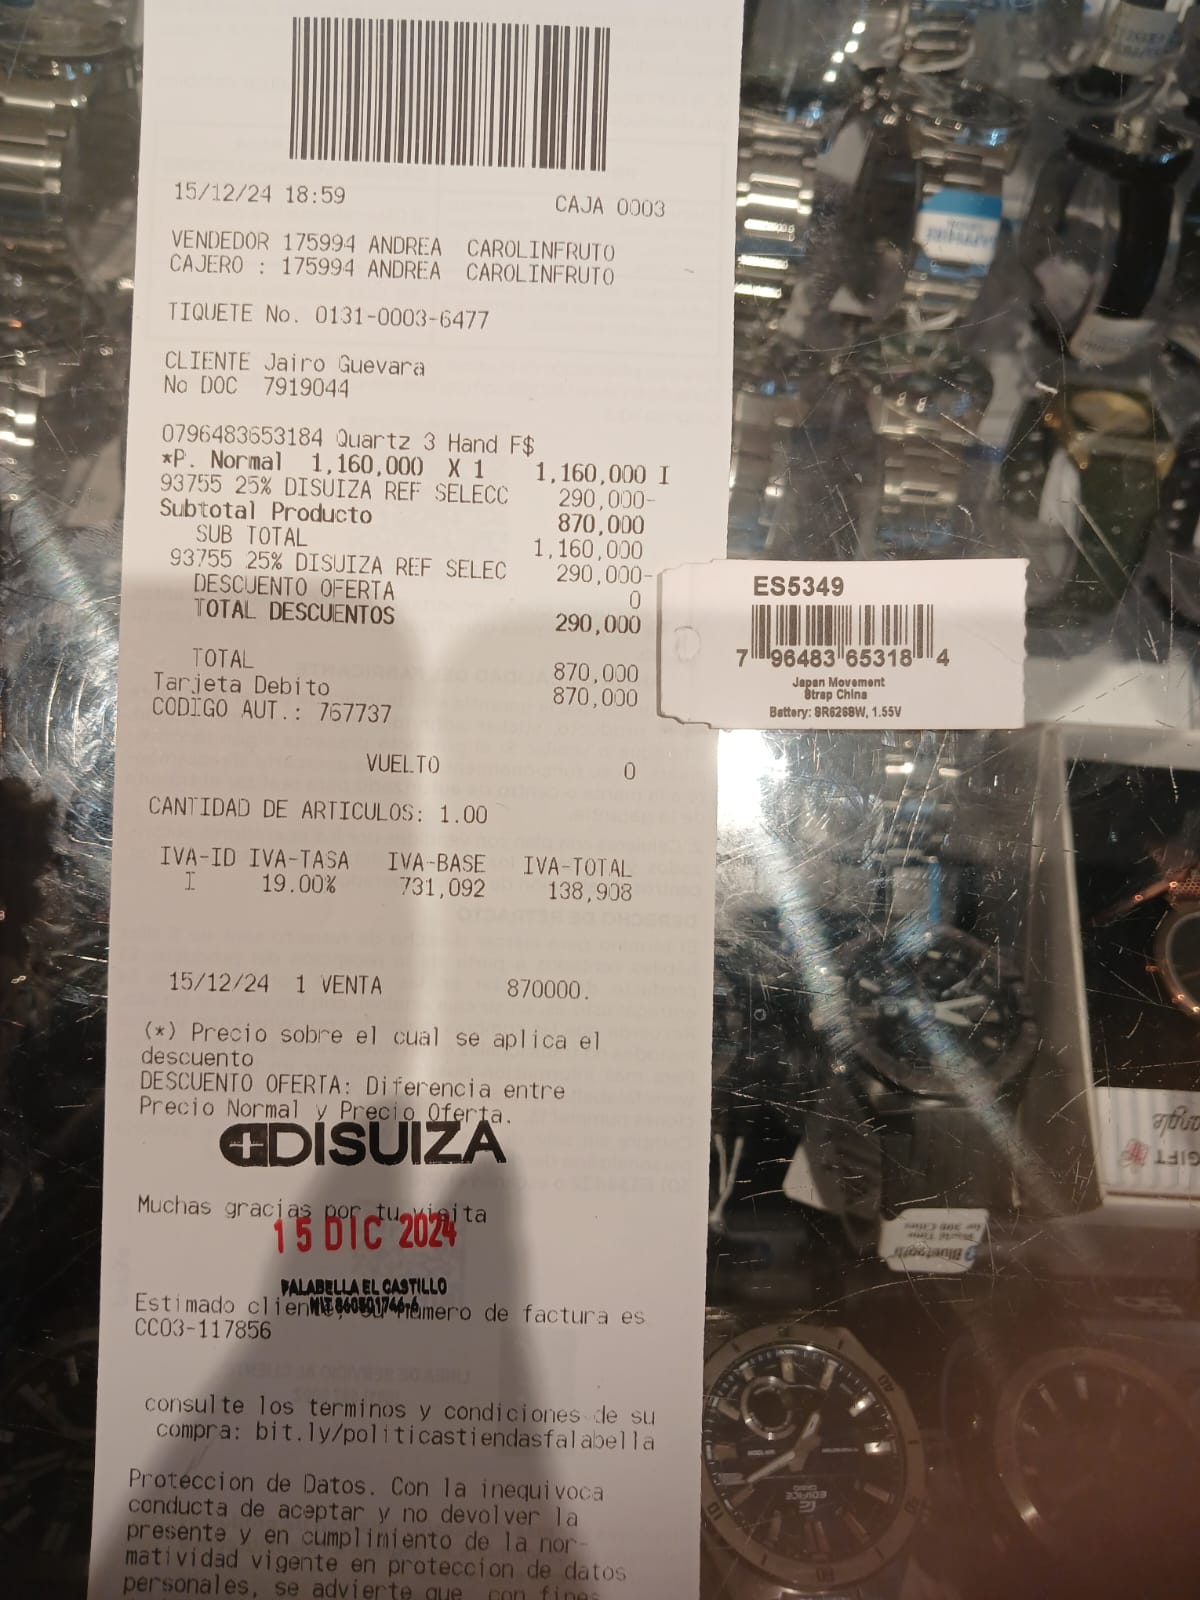 15/12/24 18:59 CAJA 0003
VENDEDOR 175994 ANDREA CAROLINFRUTO
CAJERO : 175994 ANDREA CAROLINFRUTO
TIQUETE No. 0131-0003-6477
CLIENTE Jairo Guevara
No DOC 7919044
0796483653184 Quartz 3 Hand F$
*P. Normal 1,160,000 X 1 1,160,000 I
93755 25% DISUIZA REF SELECC 290,000-
Subtotal Producto 870,000
SUB TOTAL 1,160,000
93755 25% DISUIZA REF SELEC 290,000-
DESCUENTO OFERTA 0
TOTAL DESCUENTOS 290,000
TOTAL 870,000
Tarjeta Debito 870,000
CODIGO AUT.: 767737
VUELTO 0
CANTIDAD DE ARTICULOS: 1.00
IVA-ID IVA-TASA IVA-BASE IVA-TOTAL
I 19.00% 731,092 138,908
15/12/24 1 VENTA 870000.
(*) Precio sobre el cual se aplica el
descuento
DESCUENTO OFERTA: Diferencia entre
Precio Normal y Precio Oferta.
DISUIZA
Muchas gracias por tu visita
15 DIC 2024
FALABELLA EL CASTILLO
NIT 860501746-6
Estimado cliente, su numero de factura es
CC03-117856
consulte los terminos y condiciones de su
compra: bit.ly/politicastiendasfalabella
Proteccion de Datos. Con la inequivoca
conducta de aceptar y no devolver la
presente y en cumplimiento de la nor-
matividad vigente en proteccion de datos
personales, se advierte que, con fines
ES5349
7 96483 65318 4
Japan Movement
Strap China
Battery: SR626SW, 1.55V
Bluetooth
EDIFICE
CASIO
GIFT